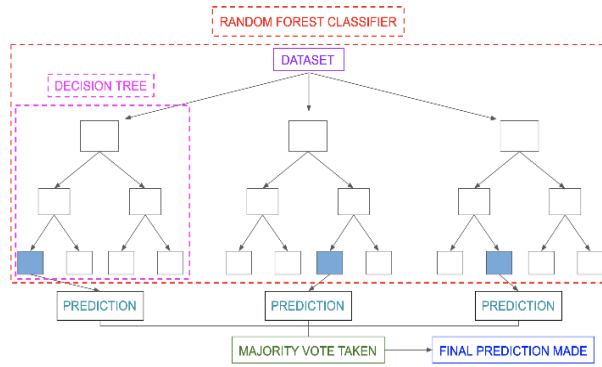 RANDOM FOREST CLASSIFIER
DATASET
DECISION TREE
PREDICTION
PREDICTION
PREDICTION
MAJORITY VOTE TAKEN
FINAL PREDICTION MADE